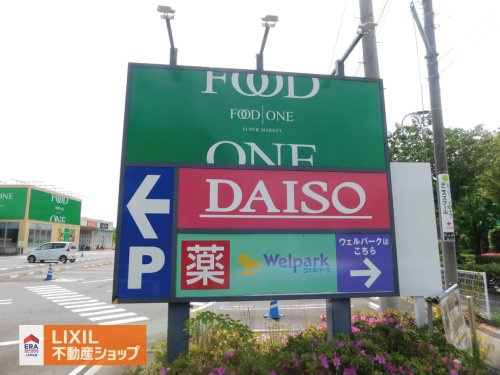 FOOD
FOOD|ONE
SUPER MARKET
ONE
DAISO
P
薬
Welpark
ウェルパーク
ウェルパークは
こちら
FOOD
ONE
ERA
JAPAN
LIXIL
不動産ショップ